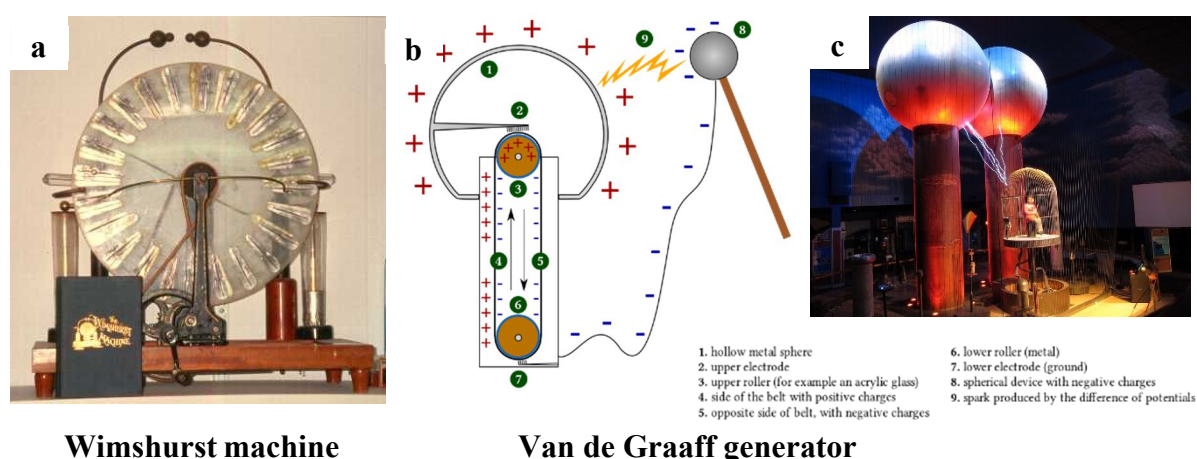 a
b
c
The
WIMSHURST
MACHINE
+ + + + + + + + + + +
- - - - - - - - - - - - -
1
2
3
4
5
6
7
8
9
1. hollow metal sphere
2. upper electrode
3. upper roller (for example an acrylic glass)
4. side of the belt with positive charges
5. opposite side of belt, with negative charges
6. lower roller (metal)
7. lower electrode (ground)
8. spherical device with negative charges
9. spark produced by the difference of potentials
Wimshurst machine
Van de Graaff generator